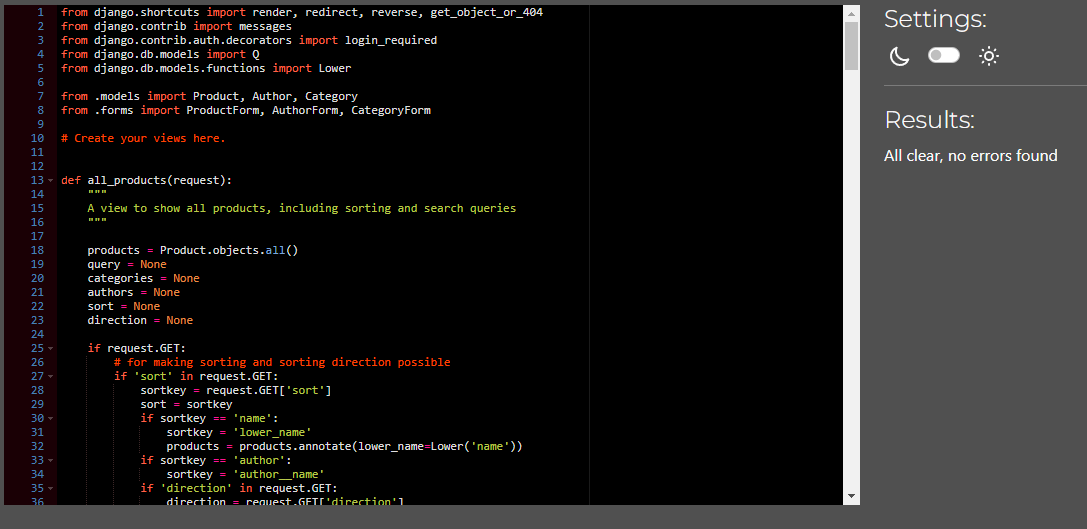 1 from django.shortcuts import render, redirect, reverse, get_object_or_404
2 from django.contrib import messages
3 from django.contrib.auth.decorators import login_required
4 from django.db.models import Q
5 from django.db.models.functions import Lower
6
7 from .models import Product, Author, Category
8 from .forms import ProductForm, AuthorForm, CategoryForm
9
10 # Create your views here.
11
12
13 def all_products(request):
14     """
15     A view to show all products, including sorting and search queries
16     """
17
18     products = Product.objects.all()
19     query = None
20     categories = None
21     authors = None
22     sort = None
23     direction = None
24
25     if request.GET:
26         # for making sorting and sorting direction possible
27         if 'sort' in request.GET:
28             sortkey = request.GET['sort']
29             sort = sortkey
30             if sortkey == 'name':
31                 sortkey = 'lower_name'
32                 products = products.annotate(lower_name=Lower('name'))
33             if sortkey == 'author':
34                 sortkey = 'author__name'
35             if 'direction' in request.GET:
36                 direction = request.GET['direction']
Settings:
Results:
All clear, no errors found